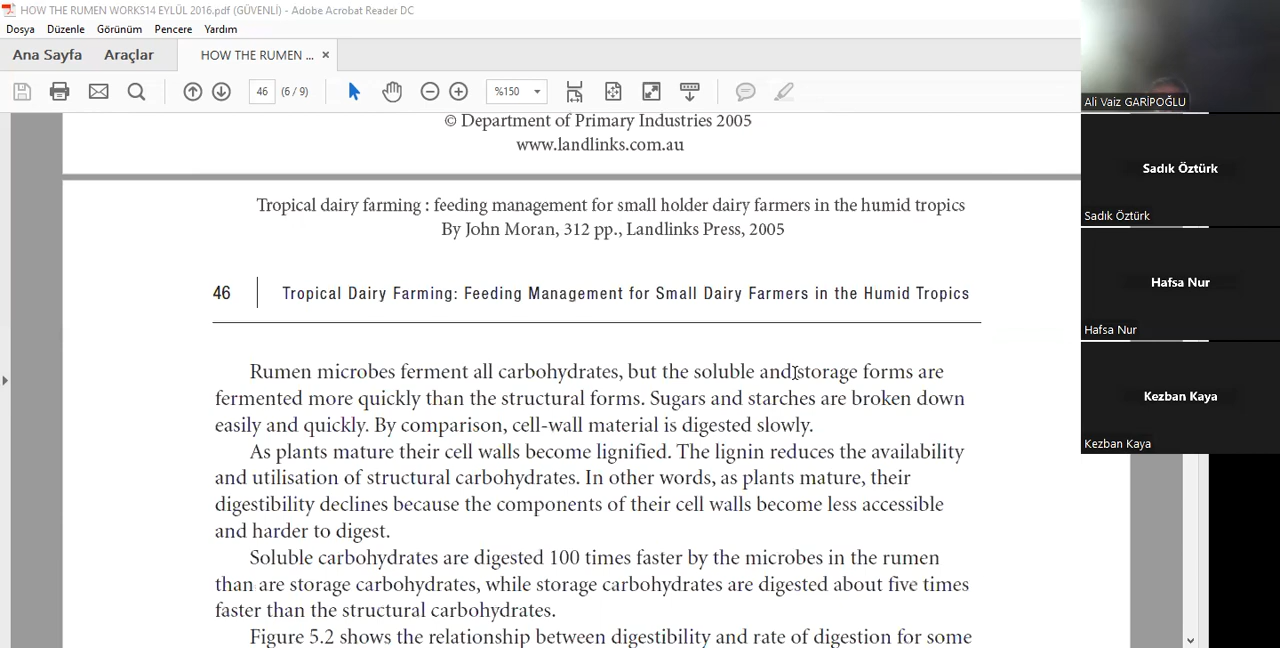 HOW THE RUMEN WORKS14 EYLÜL 2016.pdf (GÜVENLİ) - Adobe Acrobat Reader DC
Dosya Düzenle Görünüm Pencere Yardım
Ana Sayfa Araçlar HOW THE RUMEN ... ×
46 (6 / 9) %150
© Department of Primary Industries 2005
www.landlinks.com.au
Tropical dairy farming : feeding management for small holder dairy farmers in the humid tropics
By John Moran, 312 pp., Landlinks Press, 2005
46 Tropical Dairy Farming: Feeding Management for Small Dairy Farmers in the Humid Tropics
Rumen microbes ferment all carbohydrates, but the soluble and storage forms are
fermented more quickly than the structural forms. Sugars and starches are broken down
easily and quickly. By comparison, cell-wall material is digested slowly.
As plants mature their cell walls become lignified. The lignin reduces the availability
and utilisation of structural carbohydrates. In other words, as plants mature, their
digestibility declines because the components of their cell walls become less accessible
and harder to digest.
Soluble carbohydrates are digested 100 times faster by the microbes in the rumen
than are storage carbohydrates, while storage carbohydrates are digested about five times
faster than the structural carbohydrates.
Figure 5.2 shows the relationship between digestibility and rate of digestion for some
Ali Vaiz GARİPOĞLU
Sadık Öztürk
Sadık Öztürk
Hafsa Nur
Hafsa Nur
Kezban Kaya
Kezban Kaya